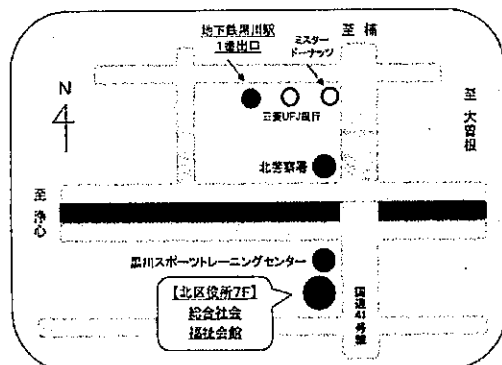 地下鉄黒川駅
1番出口
ミスター
ドーナッツ
至 楠
N
三菱UFJ銀行
至 大曽根
北警察署
至 浄心
黒川スポーツトレーニングセンター
【北区役所7F】
総合社会
福祉会館
国道41号線